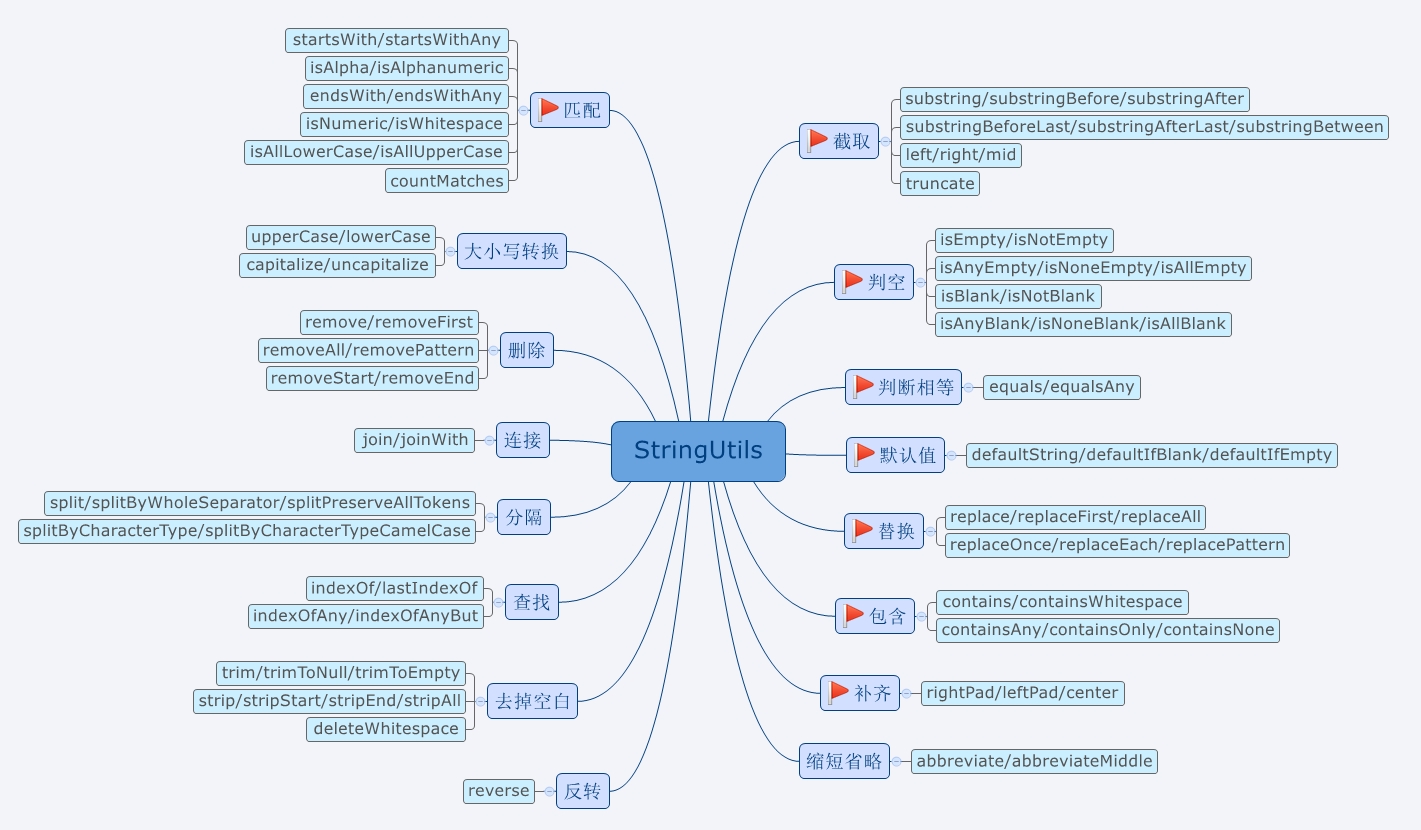 StringUtils
匹配
startsWith/startsWithAny
isAlpha/isAlphanumeric
endsWith/endsWithAny
isNumeric/isWhitespace
isAllLowerCase/isAllUpperCase
countMatches
大小写转换
upperCase/lowerCase
capitalize/uncapitalize
删除
remove/removeFirst
removeAll/removePattern
removeStart/removeEnd
连接
join/joinWith
分隔
split/splitByWholeSeparator/splitPreserveAllTokens
splitByCharacterType/splitByCharacterTypeCamelCase
查找
indexOf/lastIndexOf
indexOfAny/indexOfAnyBut
去掉空白
trim/trimToNull/trimToEmpty
strip/stripStart/stripEnd/stripAll
deleteWhitespace
反转
reverse
截取
substring/substringBefore/substringAfter
substringBeforeLast/substringAfterLast/substringBetween
left/right/mid
truncate
判空
isEmpty/isNotEmpty
isAnyEmpty/isNoneEmpty/isAllEmpty
isBlank/isNotBlank
isAnyBlank/isNoneBlank/isAllBlank
判断相等
equals/equalsAny
默认值
defaultString/defaultIfBlank/defaultIfEmpty
替换
replace/replaceFirst/replaceAll
replaceOnce/replaceEach/replacePattern
包含
contains/containsWhitespace
containsAny/containsOnly/containsNone
补齐
rightPad/leftPad/center
缩短省略
abbreviate/abbreviateMiddle